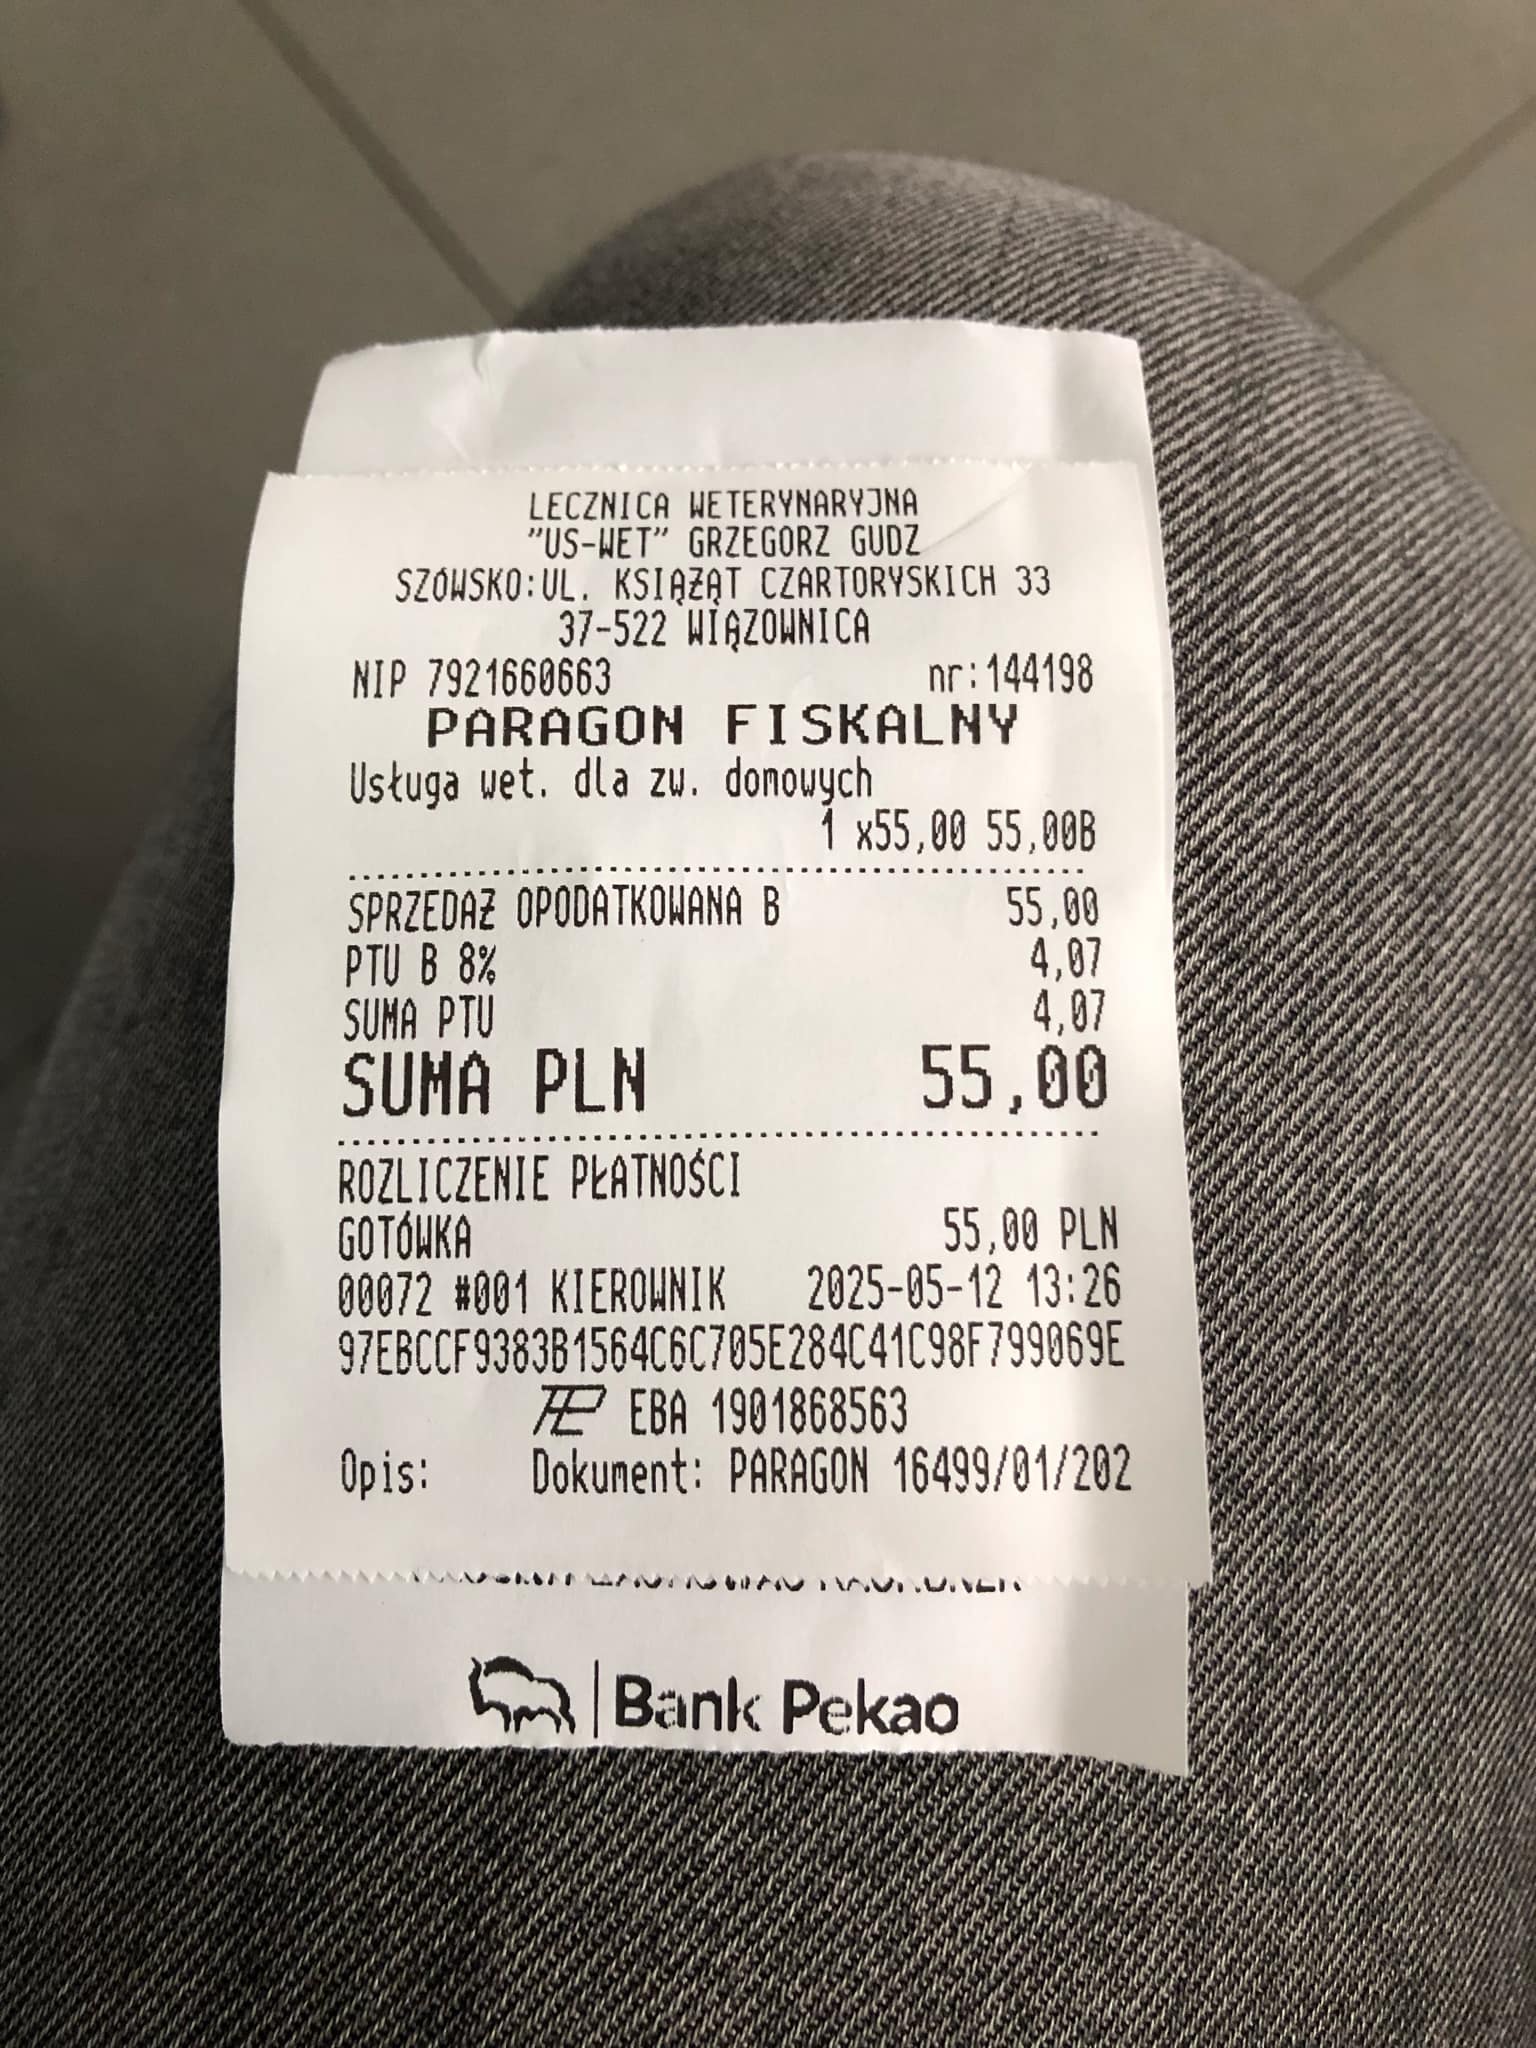 LECZNICA WETERYNARYJNA
"US-WET" GRZEGORZ GUDZ
SZÓWSKO:UL. KSIĄŻĄT CZARTORYSKICH 33
37-522 WIĄZOWNICA
NIP 7921660663 nr:144198
PARAGON FISKALNY
Usługa wet. dla zw. domowych
1 x55,00 55,00B
SPRZEDAŻ OPODATKOWANA B 55,00
PTU B 8% 4,07
SUMA PTU 4,07
SUMA PLN 55,00
ROZLICZENIE PŁATNOŚCI
GOTÓWKA 55,00 PLN
00072 #001 KIEROWNIK 2025-05-12 13:26
97EBCCF9383B1564C6C705E284C41C98F799069E
EBA 1901868563
Opis: Dokument: PARAGON 16499/01/202
Bank Pekao